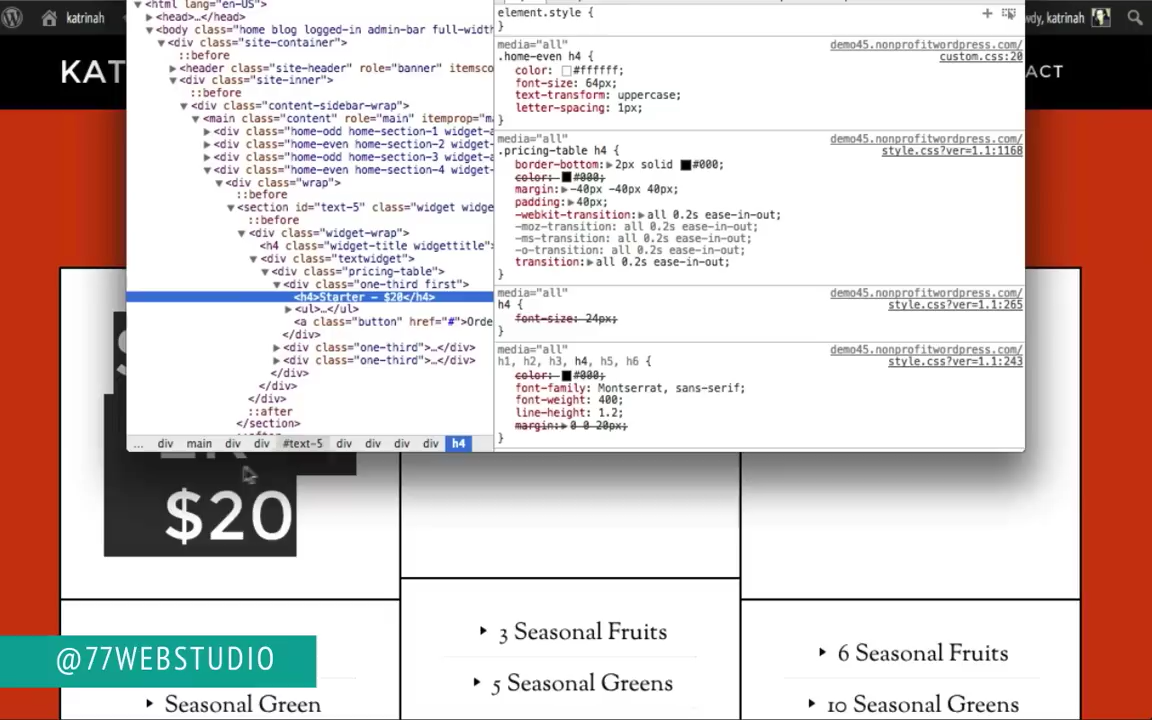 katrinah
wdy, katrinah
KAT
ACT
<html lang="en-US">
<head>…</head>
<body class="home blog logged-in admin-bar full-widt
<div class="site-container">
::before
<header class="site-header" role="banner" itemsco
<div class="site-inner">
::before
<div class="content-sidebar-wrap">
<main class="content" role="main" itemprop="ma
<div class="home-odd home-section-1 widget-a
<div class="home-even home-section-2 widget-
<div class="home-odd home-section-3 widget-a
<div class="home-even home-section-4 widget-
<div class="wrap">
::before
<section id="text-5" class="widget widge
::before
<div class="widget-wrap">
<h4 class="widget-title widgettitle">
<div class="textwidget">
<div class="pricing-table">
<div class="one-third first">
<h4>Starter – $20</h4>
<ul>…</ul>
<a class="button" href="#">Orde
</div>
<div class="one-third">…</div>
<div class="one-third">…</div>
</div>
</div>
</div>
::after
</section>
… div main div div #text-5 div div div div h4
element.style {
}
media="all"
demo45.nonprofitwordpress.com/
.home-even h4 {
custom.css:20
color: #ffffff;
font-size: 64px;
text-transform: uppercase;
letter-spacing: 1px;
}
media="all"
demo45.nonprofitwordpress.com/
.pricing-table h4 {
style.css?ver=1.1:1168
border-bottom: 2px solid #000;
color: #000;
margin: -40px -40px 40px;
padding: 40px;
-webkit-transition: all 0.2s ease-in-out;
-moz-transition: all 0.2s ease-in-out;
-ms-transition: all 0.2s ease-in-out;
-o-transition: all 0.2s ease-in-out;
transition: all 0.2s ease-in-out;
}
media="all"
demo45.nonprofitwordpress.com/
h4 {
style.css?ver=1.1:265
font-size: 24px;
}
media="all"
demo45.nonprofitwordpress.com/
h1, h2, h3, h4, h5, h6 {
style.css?ver=1.1:243
color: #000;
font-family: Montserrat, sans-serif;
font-weight: 400;
line-height: 1.2;
margin: 0 0 20px;
}
$20
3 Seasonal Fruits
6 Seasonal Fruits
@77WEBSTUDIO
5 Seasonal Greens
Seasonal Green
10 Seasonal Greens